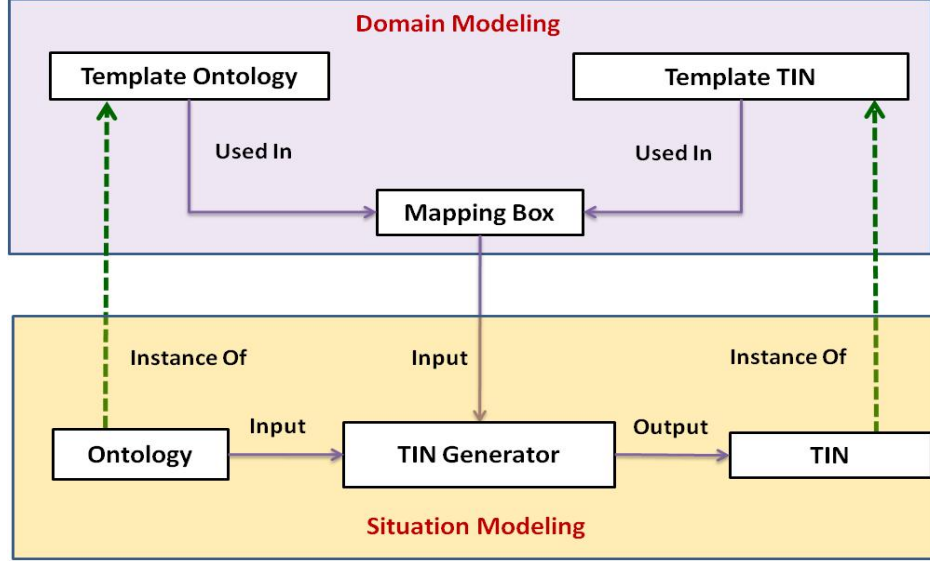 Domain Modeling
Template Ontology
Template TIN
Used In
Used In
Mapping Box
Instance Of
Input
Instance Of
Input
Output
Ontology
TIN Generator
TIN
Situation Modeling